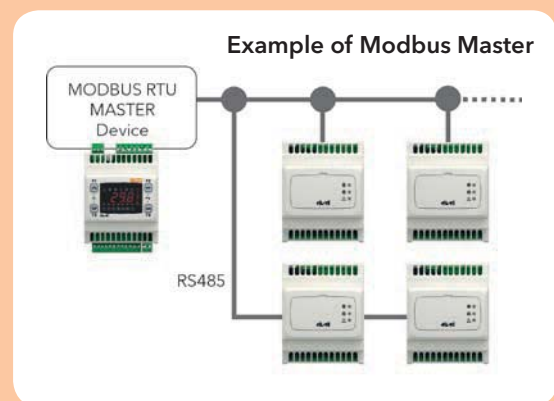 Example of Modbus Master
MODBUS RTU
MASTER
Device
RS485